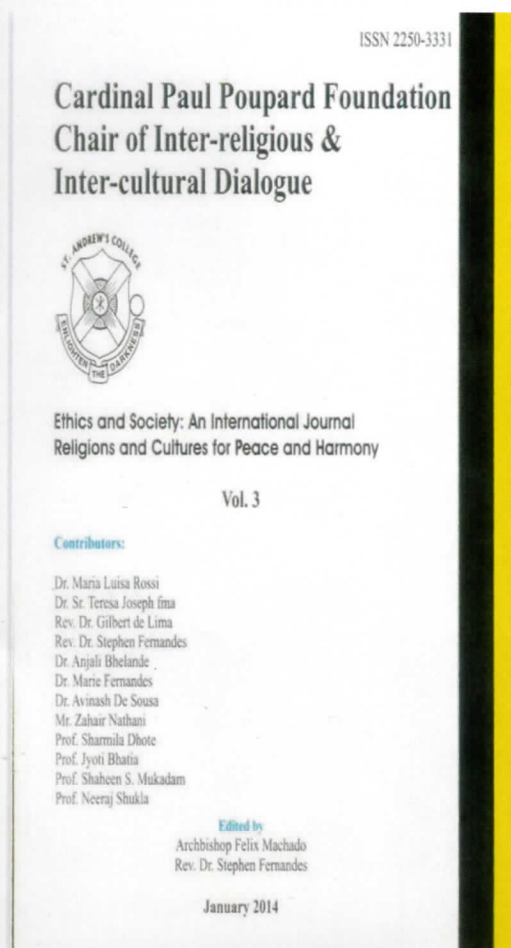 ISSN 2250-3331
Cardinal Paul Poupard Foundation
Chair of Inter-religious &
Inter-cultural Dialogue
ST. ANDREW'S COLLEGE
ENLIGHTEN THE DARKNESS
Ethics and Society: An International Journal
Religions and Cultures for Peace and Harmony
Vol. 3
Contributors:
Dr. Maria Luisa Rossi
Dr. Sr. Teresa Joseph fma
Rev. Dr. Gilbert de Lima
Rev. Dr. Stephen Fernandes
Dr. Anjali Bhelande
Dr. Marie Fernandes
Dr. Avinash De Sousa
Mr. Zahair Nathani
Prof. Sharmila Dhote
Prof. Jyoti Bhatia
Prof. Shaheen S. Mukadam
Prof. Neeraj Shukla
Edited by
Archbishop Felix Machado
Rev. Dr. Stephen Fernandes
January 2014